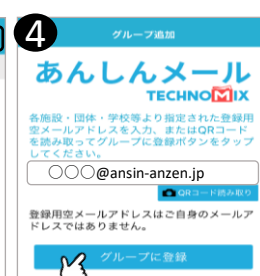 4
グループ追加
あんしんメール
TECHNOMIX
各施設・団体・学校等より指定された登録用
空メールアドレスを入力、またはQRコード
を読み取ってグループに登録ボタンをタップ
してください。
○○○@ansin-anzen.jp
QRコード読み取り
登録用空メールアドレスはご自身のメールア
ドレスではありません。
グループに登録